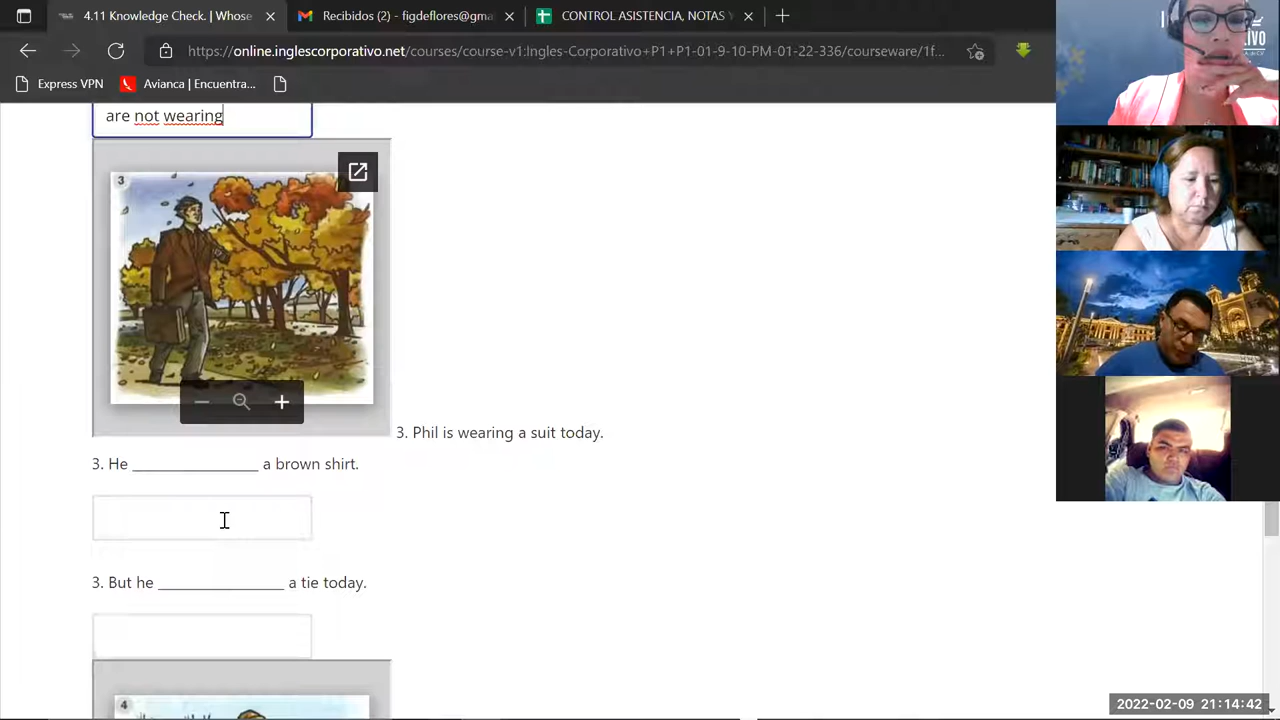 4.11 Knowledge Check. | Whose
Recibidos (2) - figdeflores@gma
CONTROL ASISTENCIA, NOTAS Y
https://online.inglescorporativo.net/courses/course-v1:Ingles-Corporativo+P1+P1-01-9-10-PM-01-22-336/courseware/1f...
Express VPN
Avianca | Encuentra...
are not wearing
3
3. Phil is wearing a suit today.
3. He ________________ a brown shirt.
3. But he ________________ a tie today.
4
2022-02-09 21:14:42